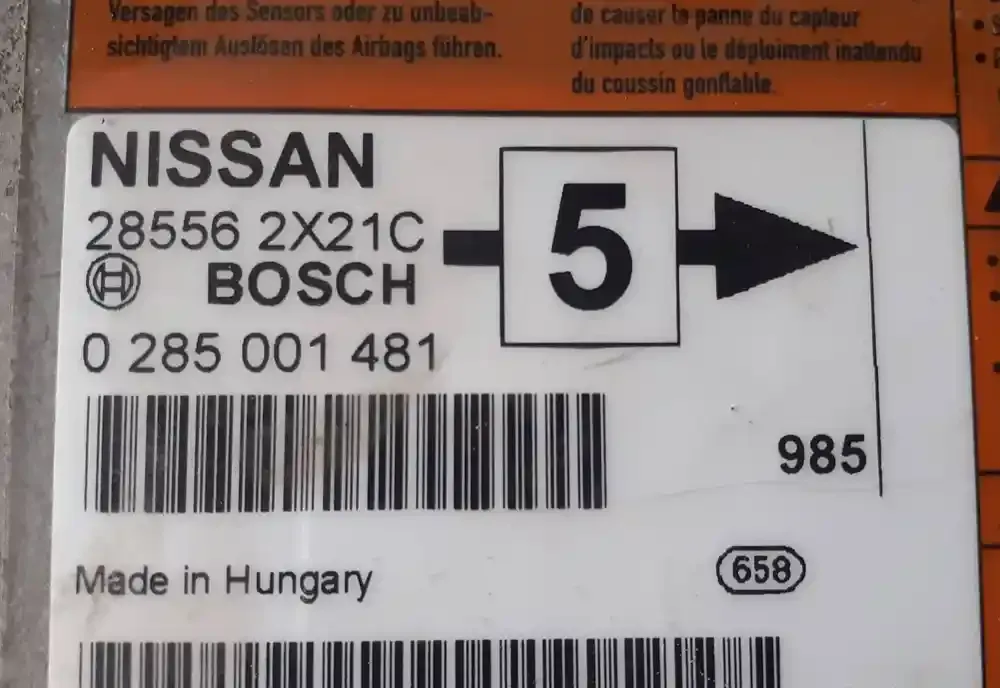 Versagen des Sensors oder zu unbeab-
sichtigtem Auslösen des Airbags führen.
de causer la panne du capteur
d'impacts ou le déploiment inattendu
du coussin gonflable.
NISSAN
28556 2X21C
5
BOSCH
0 285 001 481
985
Made in Hungary
658